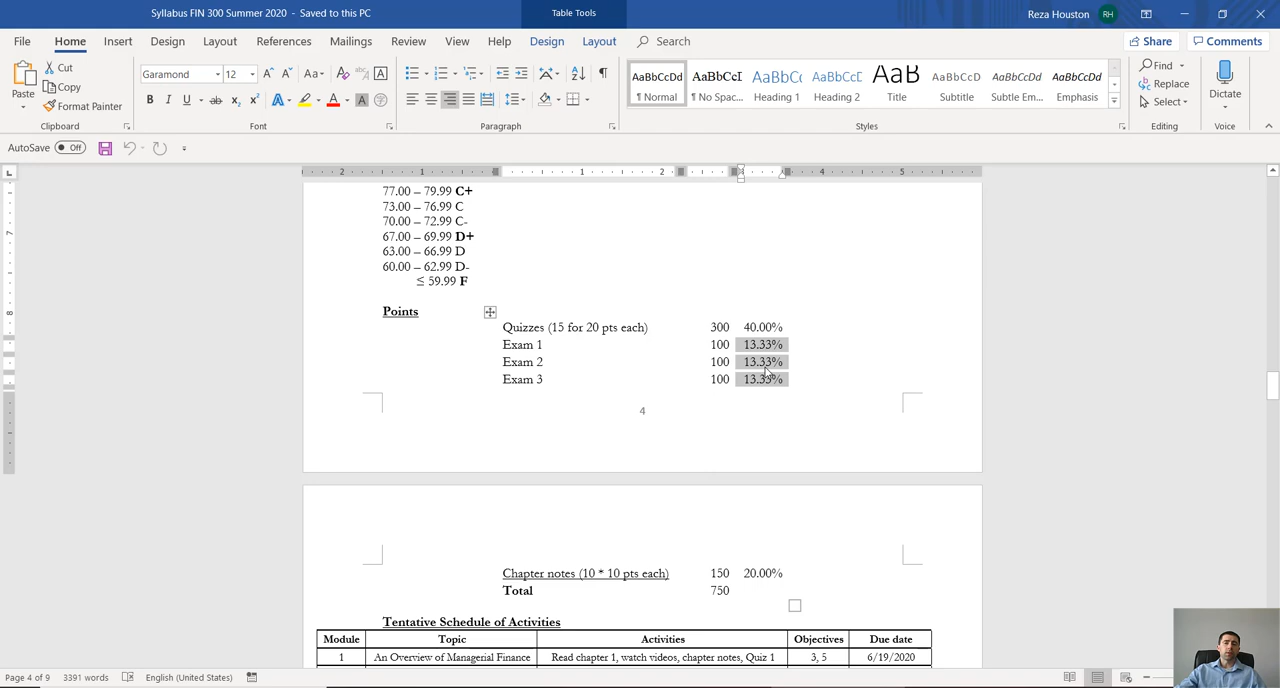 Syllabus FIN 300 Summer 2020 - Saved to this PC
Table Tools
Reza Houston RH
File Home Insert Design Layout References Mailings Review View Help Design Layout Search Share Comments
Paste Cut Copy Format Painter
Garamond 12
AaBbCcDd AaBbCcI AaBbC AaBbCcE AaB AaBbCcD AaBbCcDd AaBbCcDd
¶ Normal ¶ No Spac... Heading 1 Heading 2 Title Subtitle Subtle Em... Emphasis
Find Replace Select Dictate
Clipboard Font Paragraph Styles Editing Voice
AutoSave Off
2 1 1 2 4 5
77.00 – 79.99 C+
73.00 – 76.99 C
70.00 – 72.99 C-
67.00 – 69.99 D+
63.00 – 66.99 D
60.00 – 62.99 D-
≤ 59.99 F
Points
Quizzes (15 for 20 pts each) 300 40.00%
Exam 1 100 13.33%
Exam 2 100 13.33%
Exam 3 100 13.33%
4
Chapter notes (10 * 10 pts each) 150 20.00%
Total 750
Tentative Schedule of Activities
Module Topic Activities Objectives Due date
1 An Overview of Managerial Finance Read chapter 1, watch videos, chapter notes, Quiz 1 3, 5 6/19/2020
Page 4 of 9 3391 words English (United States)